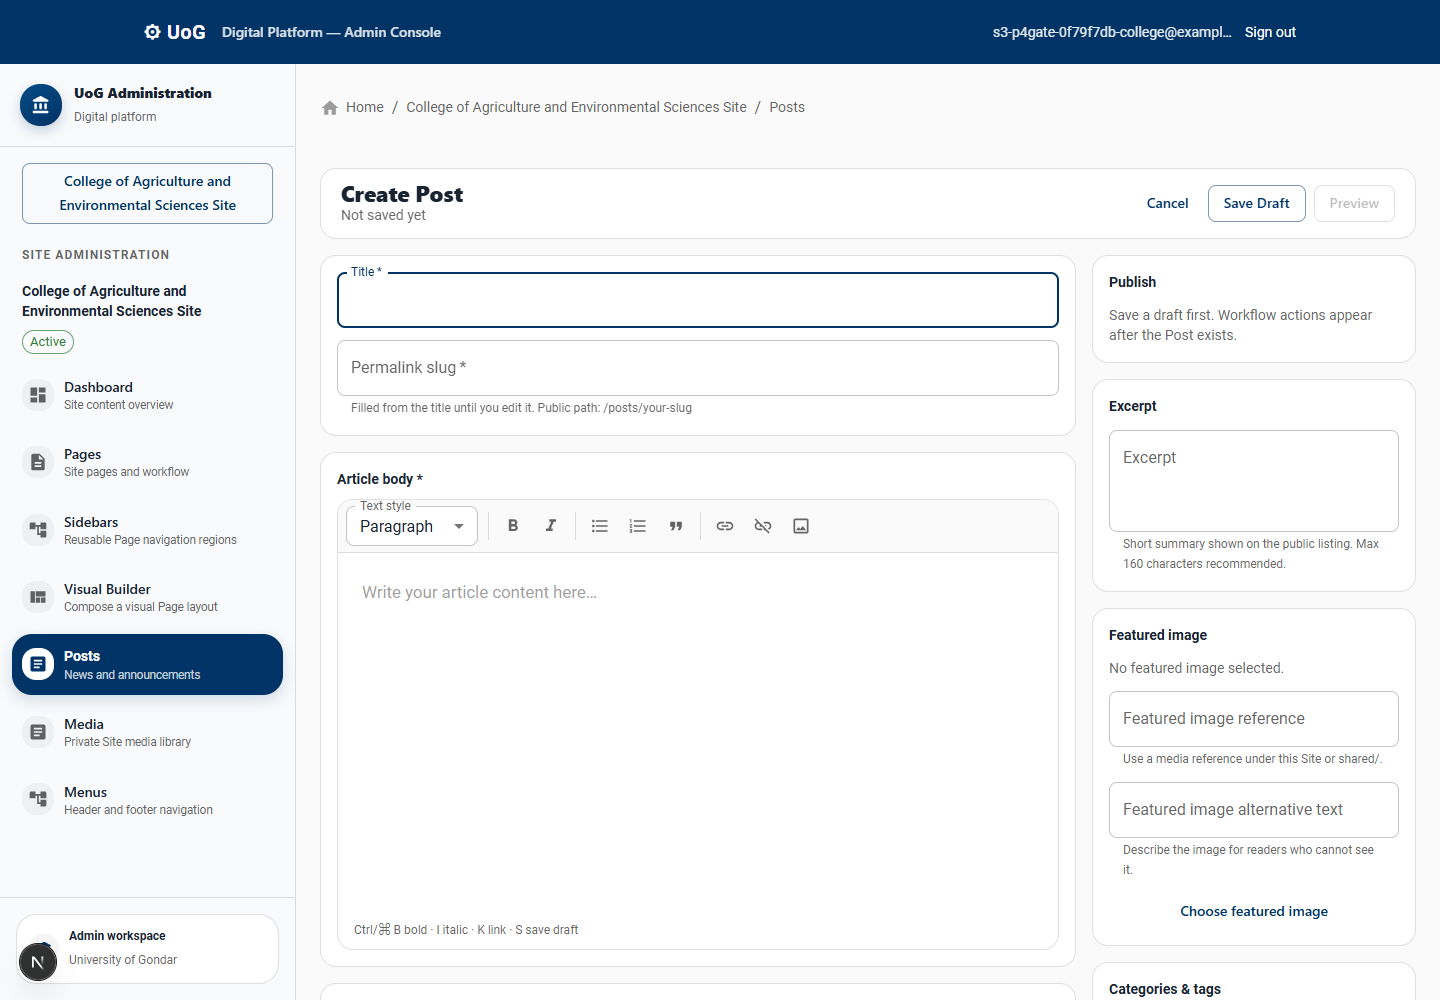 UoG
Digital Platform — Admin Console
s3-p4gate-0f79f7db-college@exampl...
Sign out
UoG Administration
Digital platform
College of Agriculture and
Environmental Sciences Site
SITE ADMINISTRATION
College of Agriculture and
Environmental Sciences Site
Active
Dashboard
Site content overview
Pages
Site pages and workflow
Sidebars
Reusable Page navigation regions
Visual Builder
Compose a visual Page layout
Posts
News and announcements
Media
Private Site media library
Menus
Header and footer navigation
Admin workspace
University of Gondar
N
Home / College of Agriculture and Environmental Sciences Site / Posts
Create Post
Not saved yet
Cancel
Save Draft
Preview
Title *
Permalink slug *
Filled from the title until you edit it. Public path: /posts/your-slug
Article body *
Text style
Paragraph
B
I
Write your article content here...
Ctrl/⌘ B bold · I italic · K link · S save draft
Publish
Save a draft first. Workflow actions appear
after the Post exists.
Excerpt
Excerpt
Short summary shown on the public listing. Max
160 characters recommended.
Featured image
No featured image selected.
Featured image reference
Use a media reference under this Site or shared/.
Featured image alternative text
Describe the image for readers who cannot see
it.
Choose featured image
Categories & tags